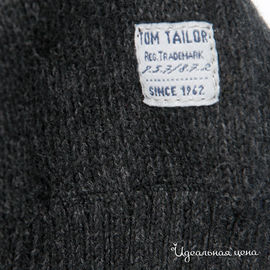 TOM TAILOR
REG. TRADEMARK
SINCE 1962
Идеальная цена